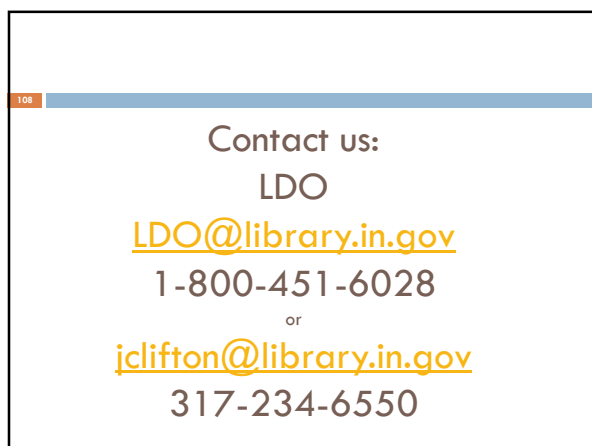 108
Contact us:
LDO
LDO@library.in.gov
1-800-451-6028
or
jclifton@library.in.gov
317-234-6550